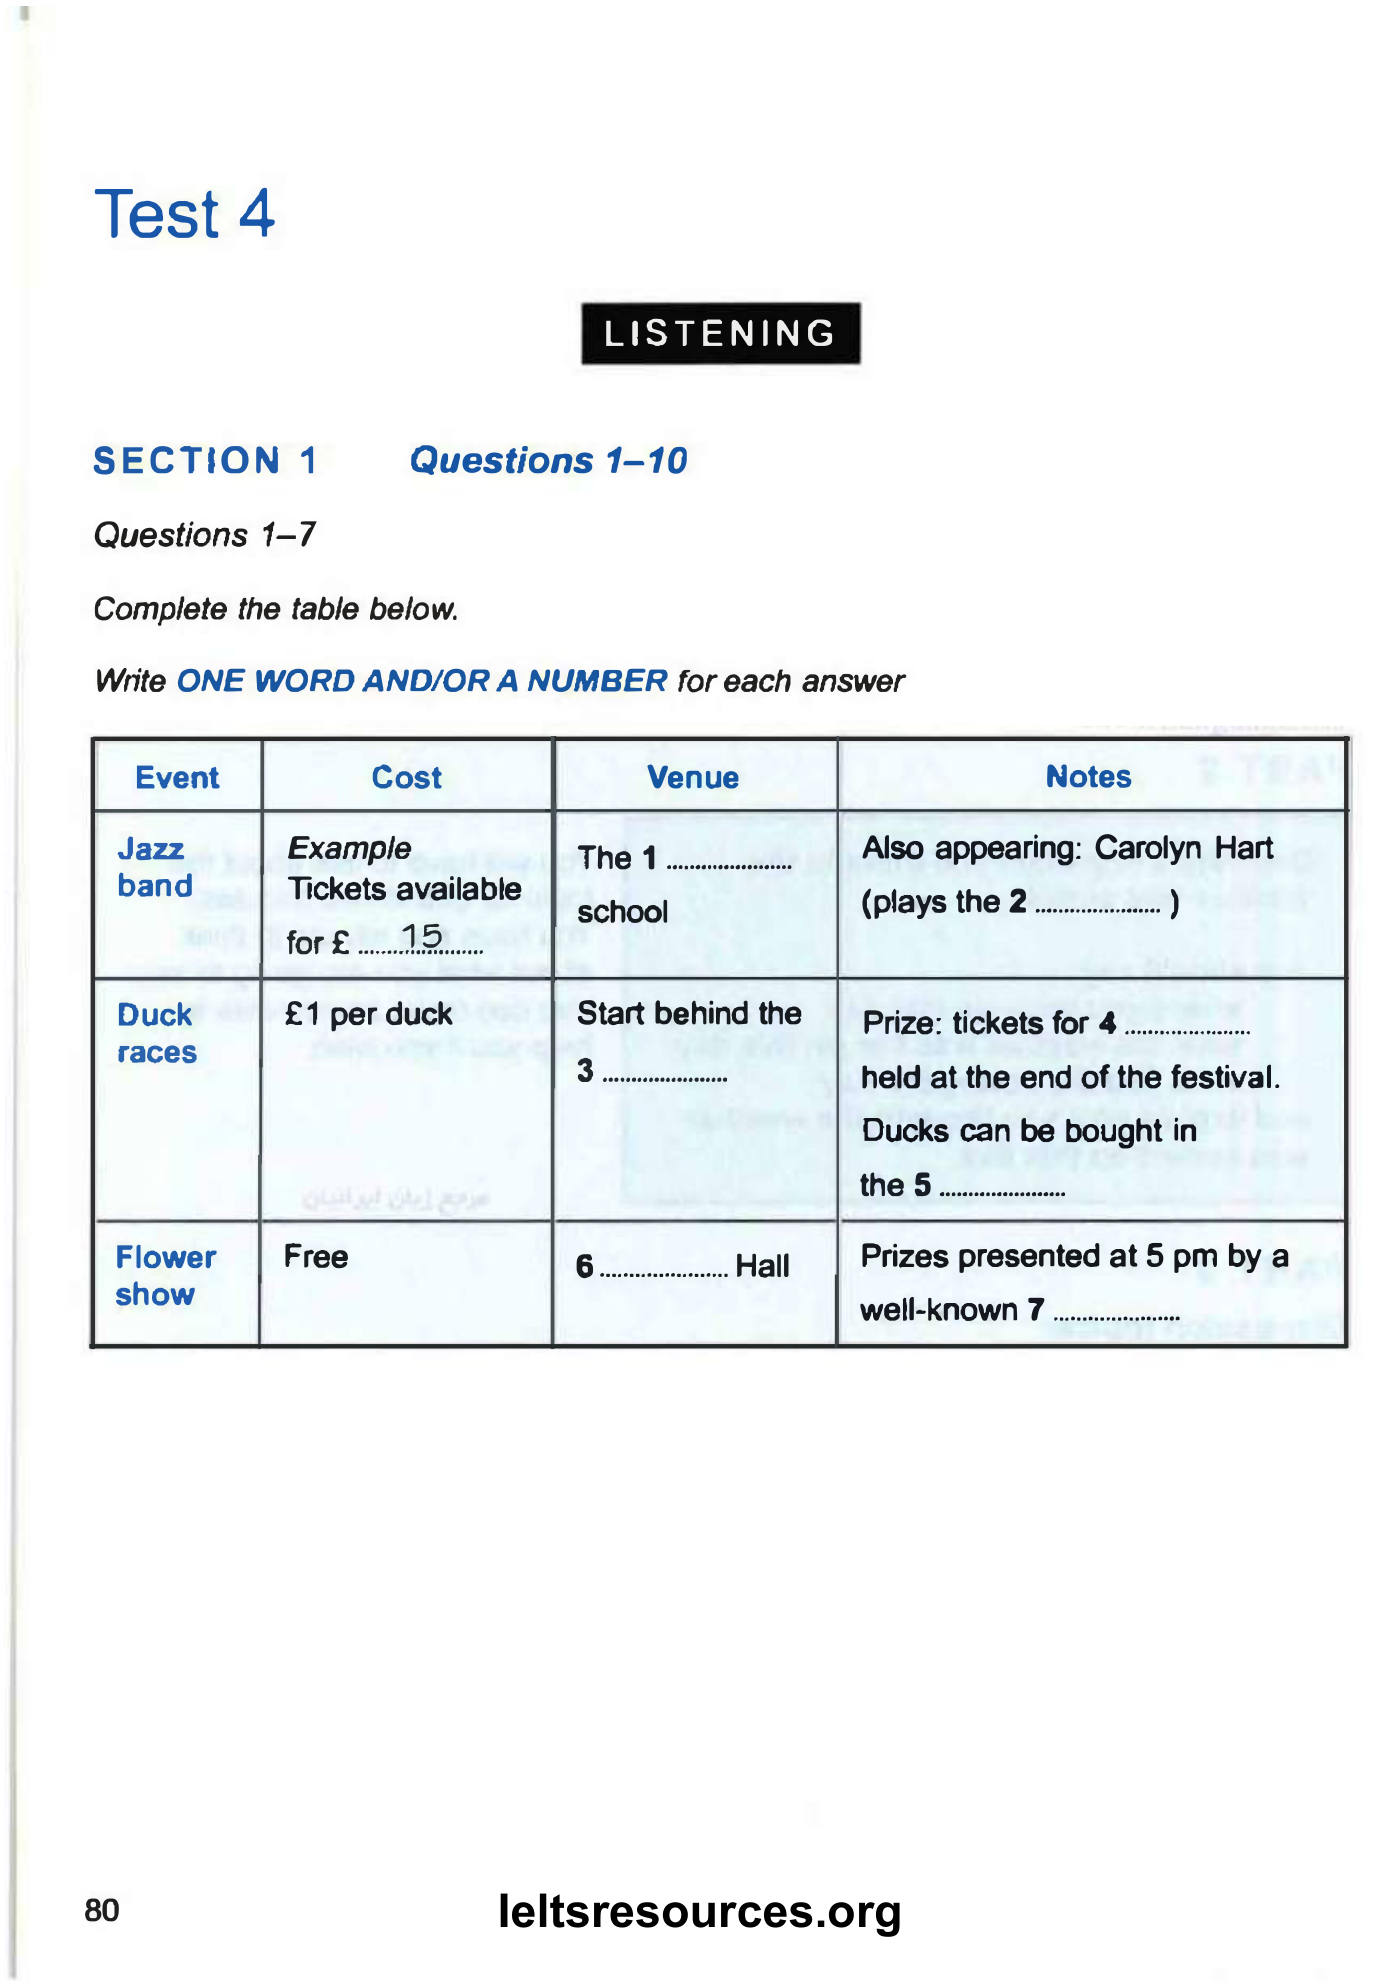 Test 4
LISTENING
SECTION 1 Questions 1–10
Questions 1–7
Complete the table below.
Write ONE WORD AND/OR A NUMBER for each answer
Event Cost Venue Notes
Jazz band
Example
Tickets available
for £ 15
The 1 ......................
school
Also appearing: Carolyn Hart
(plays the 2 ...................... )
Duck races
£1 per duck
Start behind the
3 ......................
Prize: tickets for 4 ......................
held at the end of the festival.
Ducks can be bought in
the 5 ......................
Flower show
Free
6 ...................... Hall
Prizes presented at 5 pm by a
well-known 7 ......................
80
Ieltsresources.org